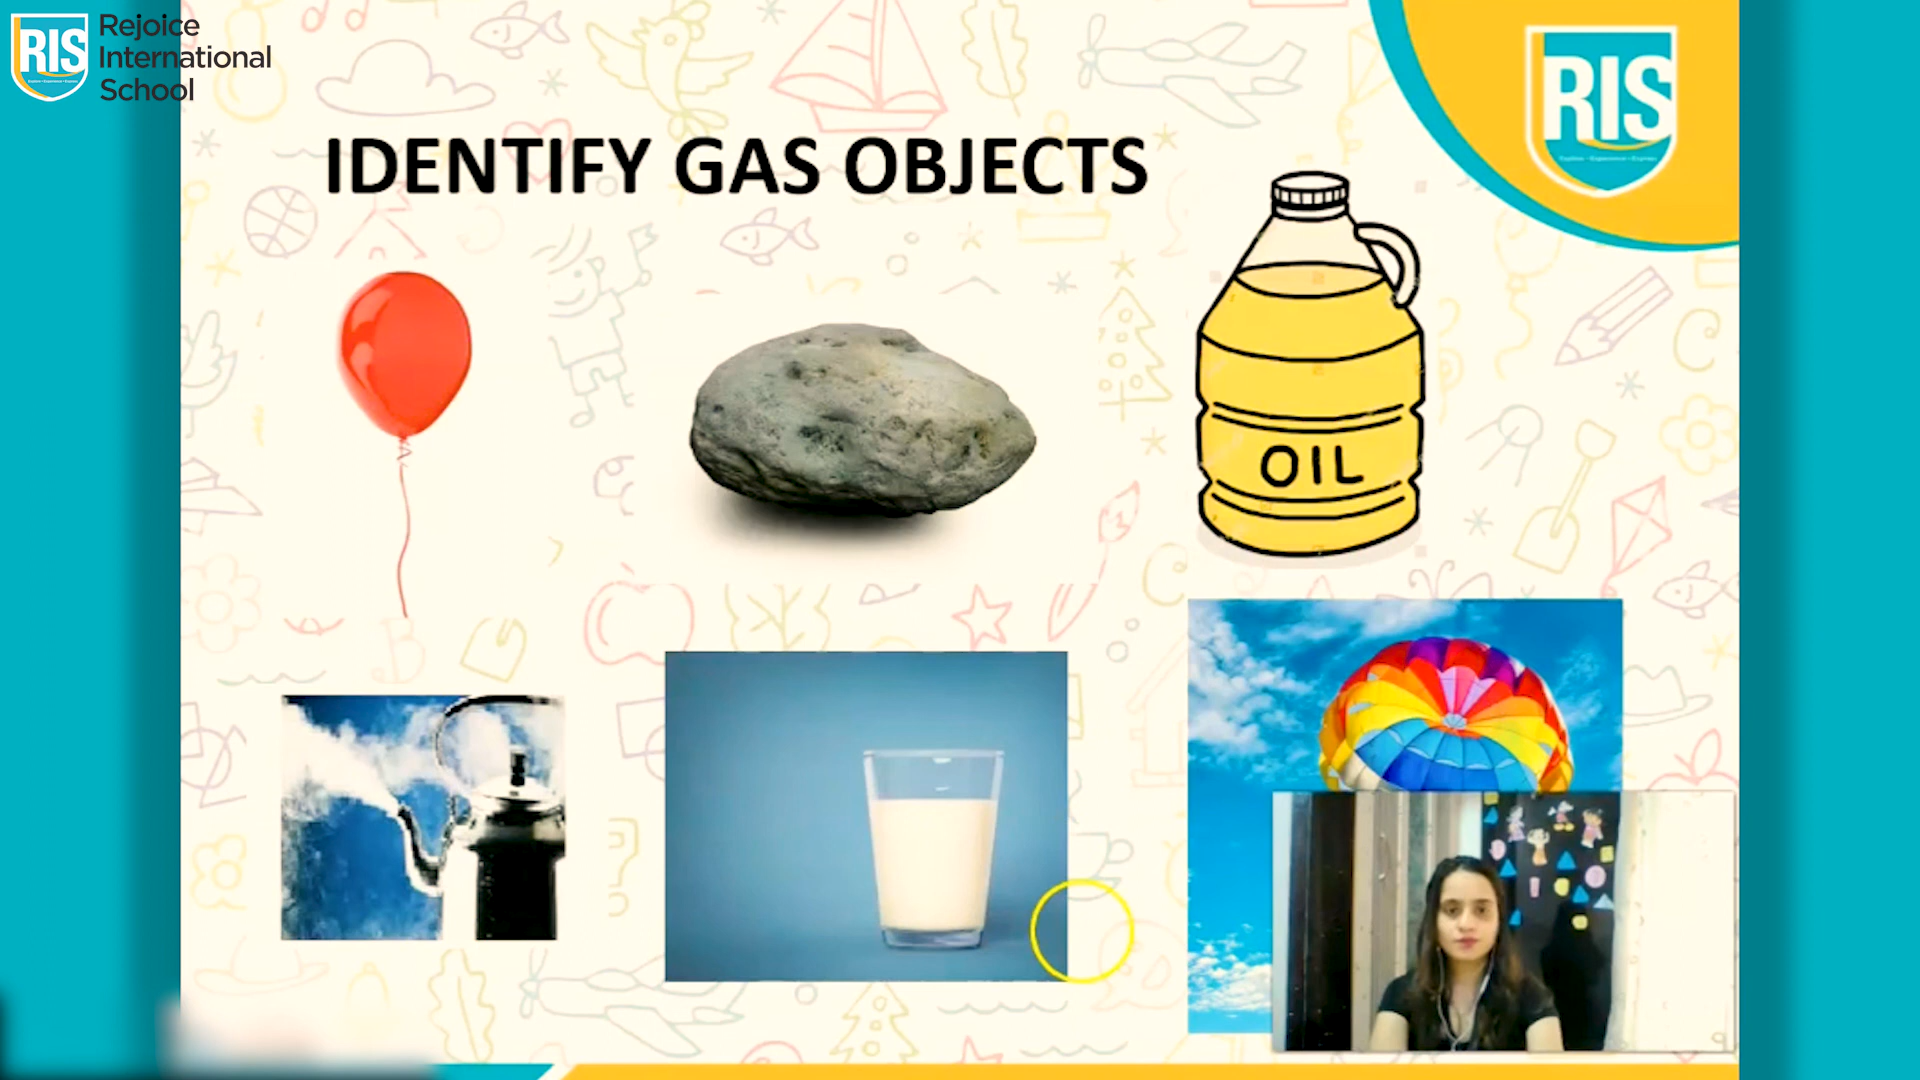 RIS
Rejoice
International
School
RIS
IDENTIFY GAS OBJECTS
OIL